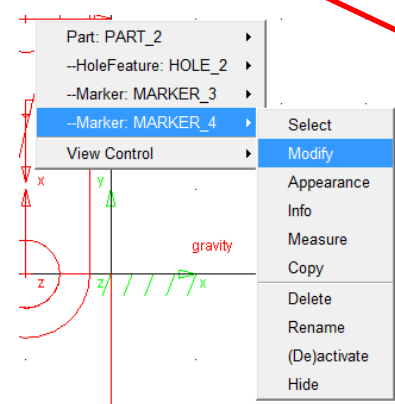 Part: PART_2
--HoleFeature: HOLE_2
--Marker: MARKER_3
--Marker: MARKER_4
View Control
Select
Modify
Appearance
Info
Measure
Copy
Delete
Rename
(De)activate
Hide
x
y
gravity
z
z
x